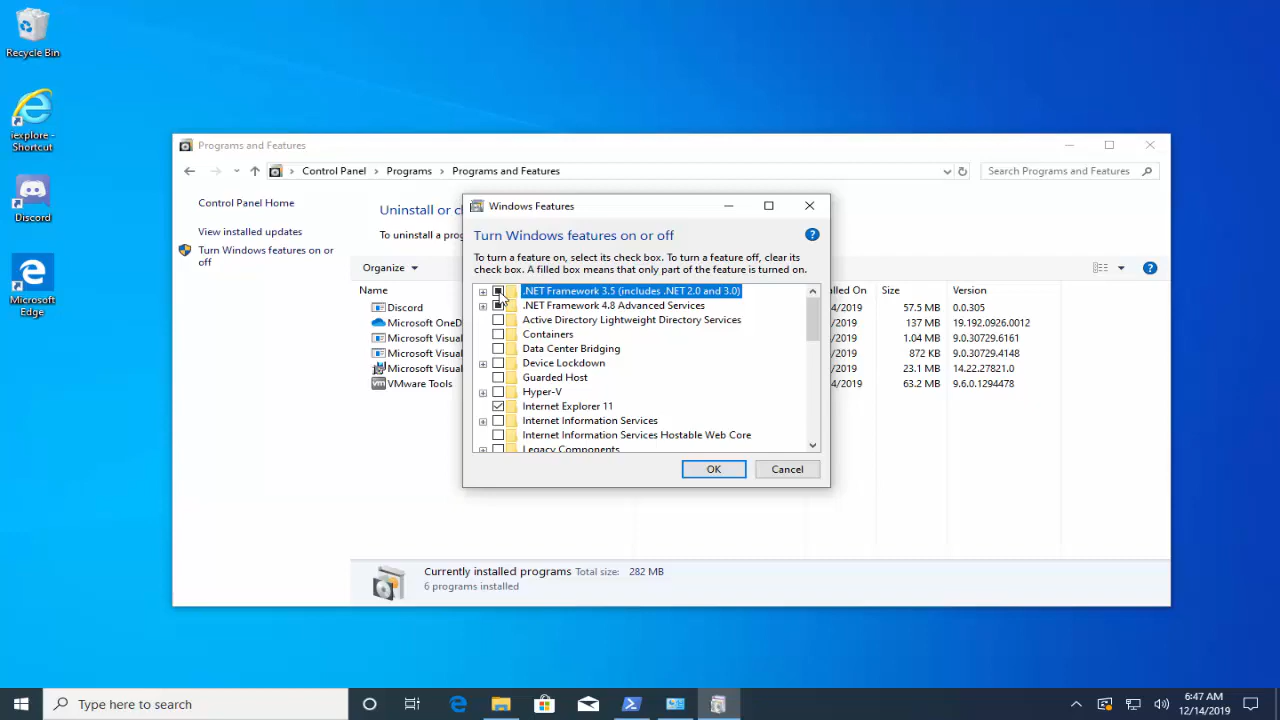 Recycle Bin
iexplore -
Shortcut
Discord
Microsoft
Edge
Programs and Features
Control Panel
Programs
Programs and Features
Search Programs and Features
Control Panel Home
View installed updates
Turn Windows features on or
off
Uninstall or c
To uninstall a prog
Organize
Name
lled On
Size
Version
Discord
4/2019
57.5 MB
0.0.305
Microsoft OneD
4/2019
137 MB
19.192.0926.0012
Microsoft Visual
4/2019
1.04 MB
9.0.30729.6161
Microsoft Visual
4/2019
872 KB
9.0.30729.4148
Microsoft Visual
4/2019
23.1 MB
14.22.27821.0
VMware Tools
4/2019
63.2 MB
9.6.0.1294478
Windows Features
Turn Windows features on or off
To turn a feature on, select its check box. To turn a feature off, clear its
check box. A filled box means that only part of the feature is turned on.
.NET Framework 3.5 (includes .NET 2.0 and 3.0)
.NET Framework 4.8 Advanced Services
Active Directory Lightweight Directory Services
Containers
Data Center Bridging
Device Lockdown
Guarded Host
Hyper-V
Internet Explorer 11
Internet Information Services
Internet Information Services Hostable Web Core
Legacy Components
OK
Cancel
Currently installed programs
Total size:
282 MB
6 programs installed
Type here to search
6:47 AM
12/14/2019